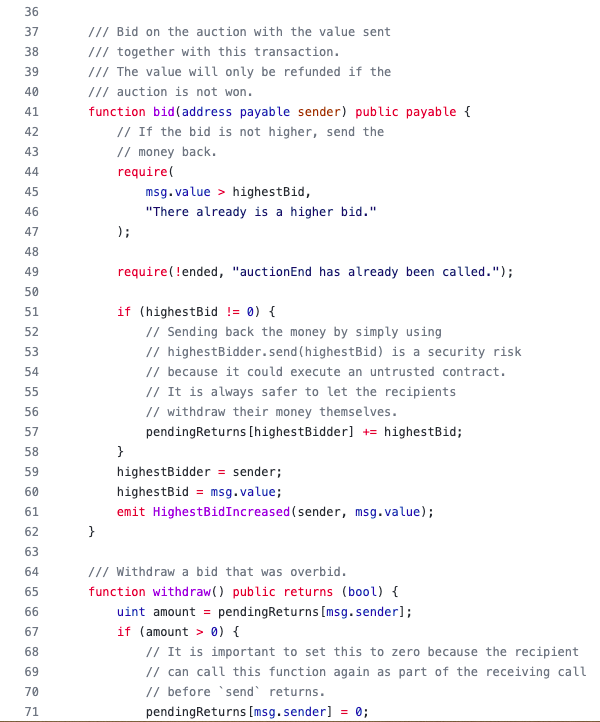 36
37 /// Bid on the auction with the value sent
38 /// together with this transaction.
39 /// The value will only be refunded if the
40 /// auction is not won.
41 function bid(address payable sender) public payable {
42 // If the bid is not higher, send the
43 // money back.
44 require(
45 msg.value > highestBid,
46 "There already is a higher bid."
47 );
48
49 require(!ended, "auctionEnd has already been called.");
50
51 if (highestBid != 0) {
52 // Sending back the money by simply using
53 // highestBidder.send(highestBid) is a security risk
54 // because it could execute an untrusted contract.
55 // It is always safer to let the recipients
56 // withdraw their money themselves.
57 pendingReturns[highestBidder] += highestBid;
58 }
59 highestBidder = sender;
60 highestBid = msg.value;
61 emit HighestBidIncreased(sender, msg.value);
62 }
63
64 /// Withdraw a bid that was overbid.
65 function withdraw() public returns (bool) {
66 uint amount = pendingReturns[msg.sender];
67 if (amount > 0) {
68 // It is important to set this to zero because the recipient
69 // can call this function again as part of the receiving call
70 // before `send` returns.
71 pendingReturns[msg.sender] = 0;